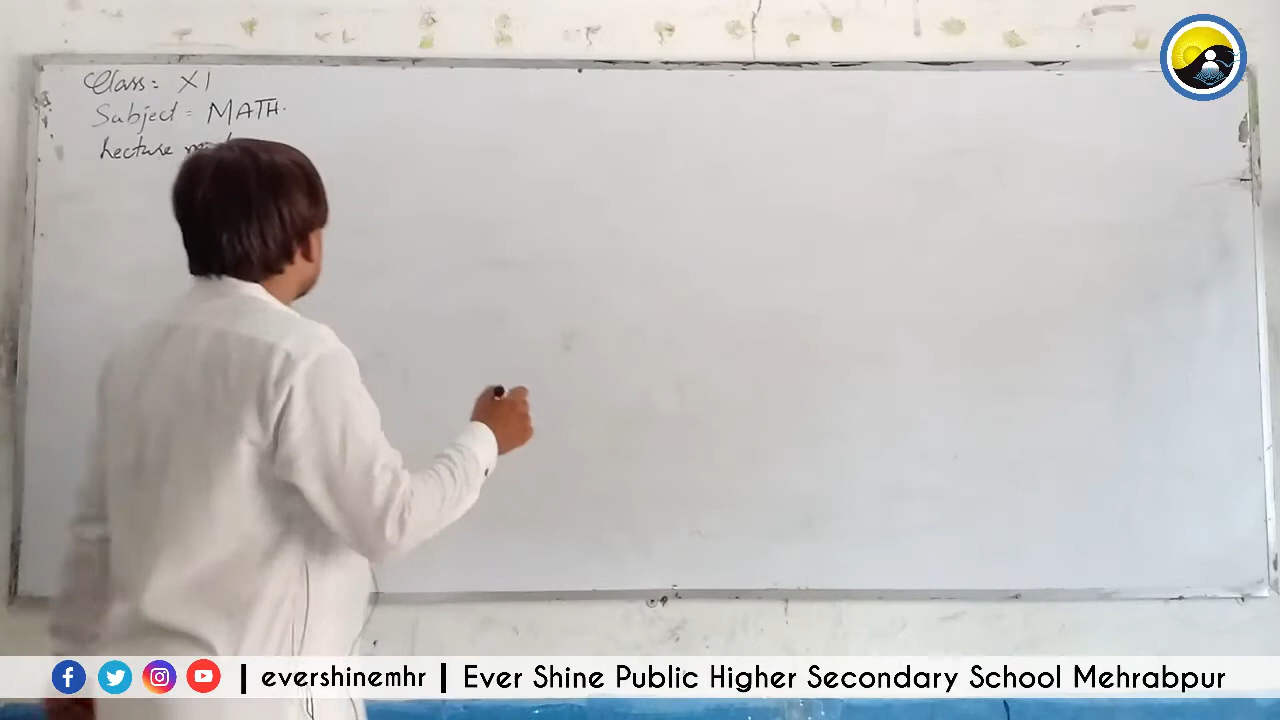 Class: XI
Subject = MATH.
Lecture
| evershinemhr | Ever Shine Public Higher Secondary School Mehrabpur